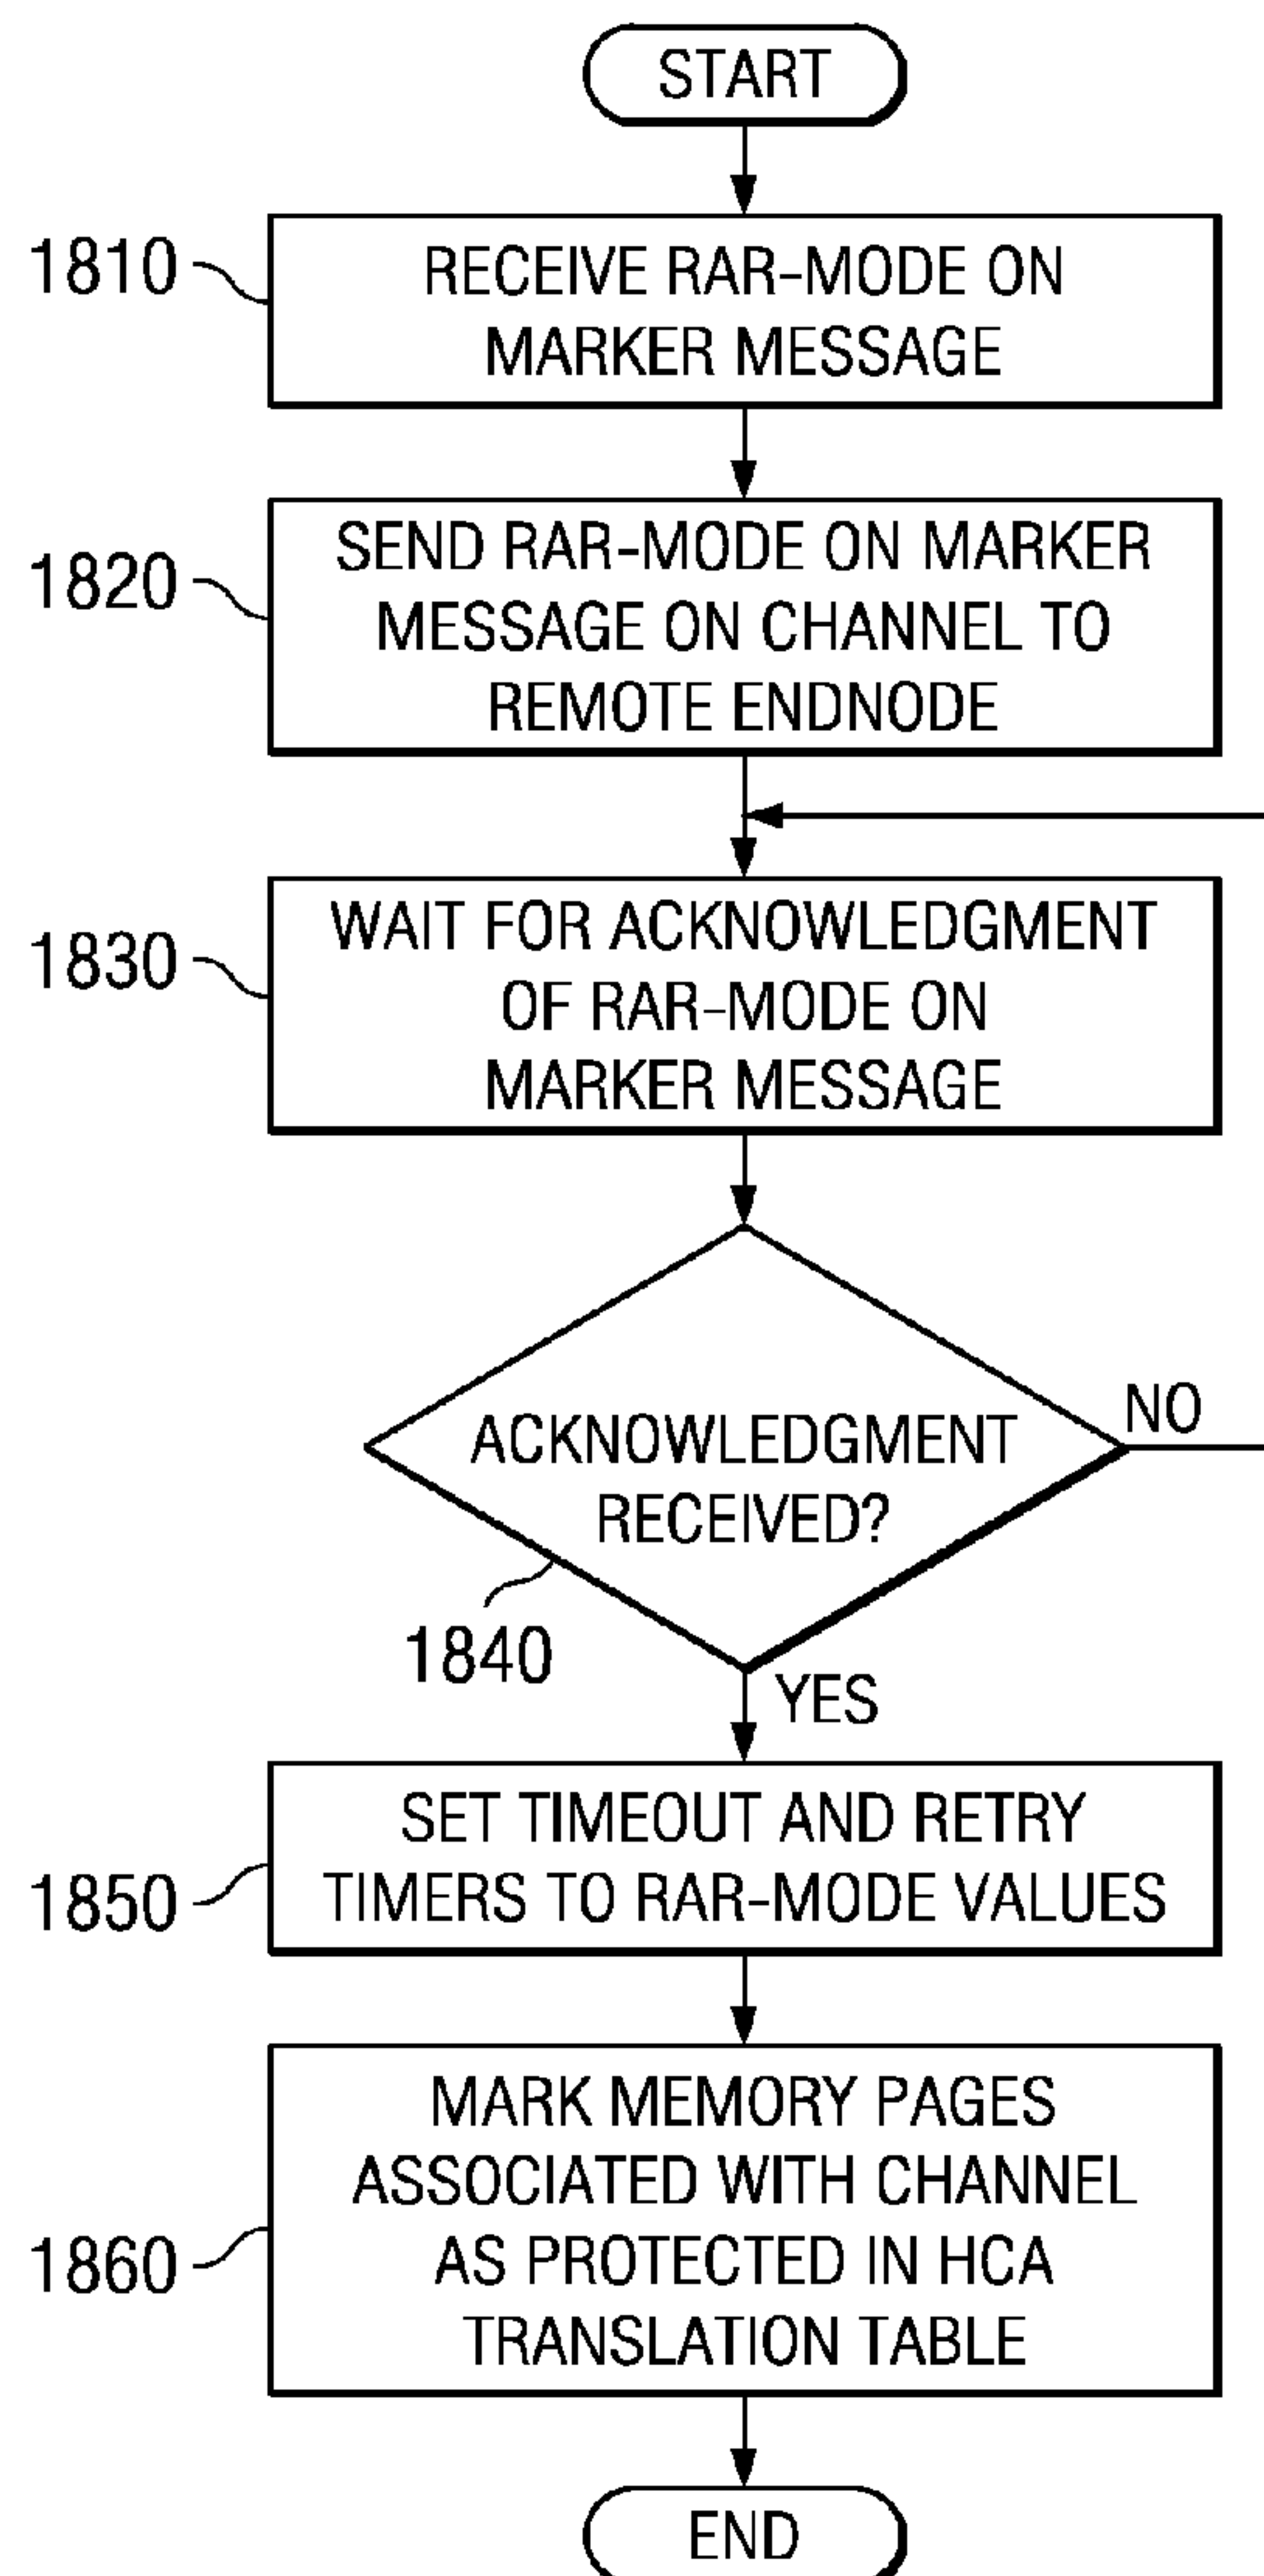 START
1810
RECEIVE RAR-MODE ON
MARKER MESSAGE
1820
SEND RAR-MODE ON MARKER
MESSAGE ON CHANNEL TO
REMOTE ENDNODE
1830
WAIT FOR ACKNOWLEDGMENT
OF RAR-MODE ON
MARKER MESSAGE
ACKNOWLEDGMENT
RECEIVED?
NO
1840
YES
1850
SET TIMEOUT AND RETRY
TIMERS TO RAR-MODE VALUES
1860
MARK MEMORY PAGES
ASSOCIATED WITH CHANNEL
AS PROTECTED IN HCA
TRANSLATION TABLE
END